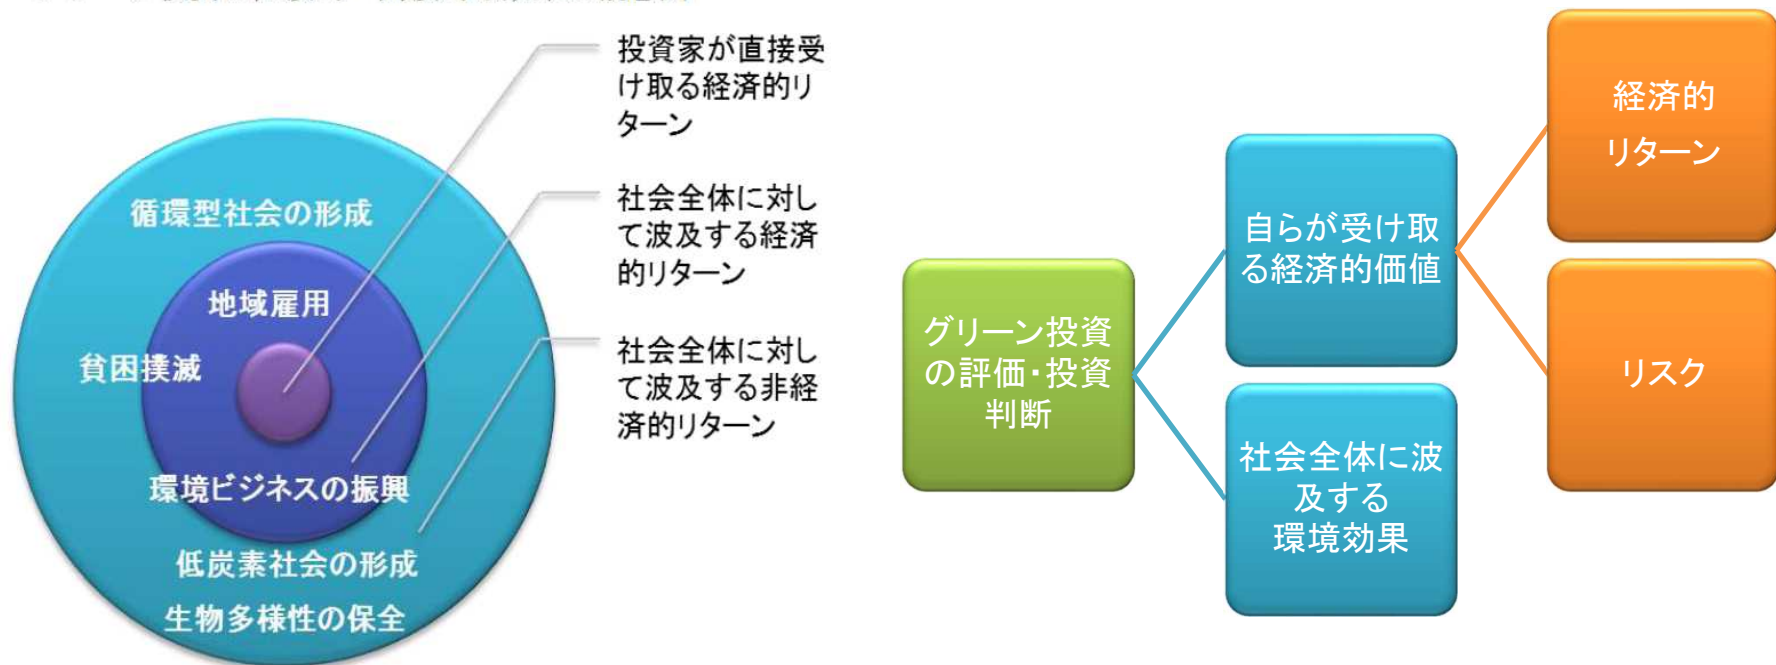 投資家が直接受
け取る経済的リ
ターン
社会全体に対し
て波及する経済
的リターン
社会全体に対し
て波及する非経
済的リターン
循環型社会の形成
地域雇用
貧困撲滅
環境ビジネスの振興
低炭素社会の形成
生物多様性の保全
グリーン投資
の評価・投資
判断
自らが受け取
る経済的価値
社会全体に波
及する
環境効果
経済的
リターン
リスク